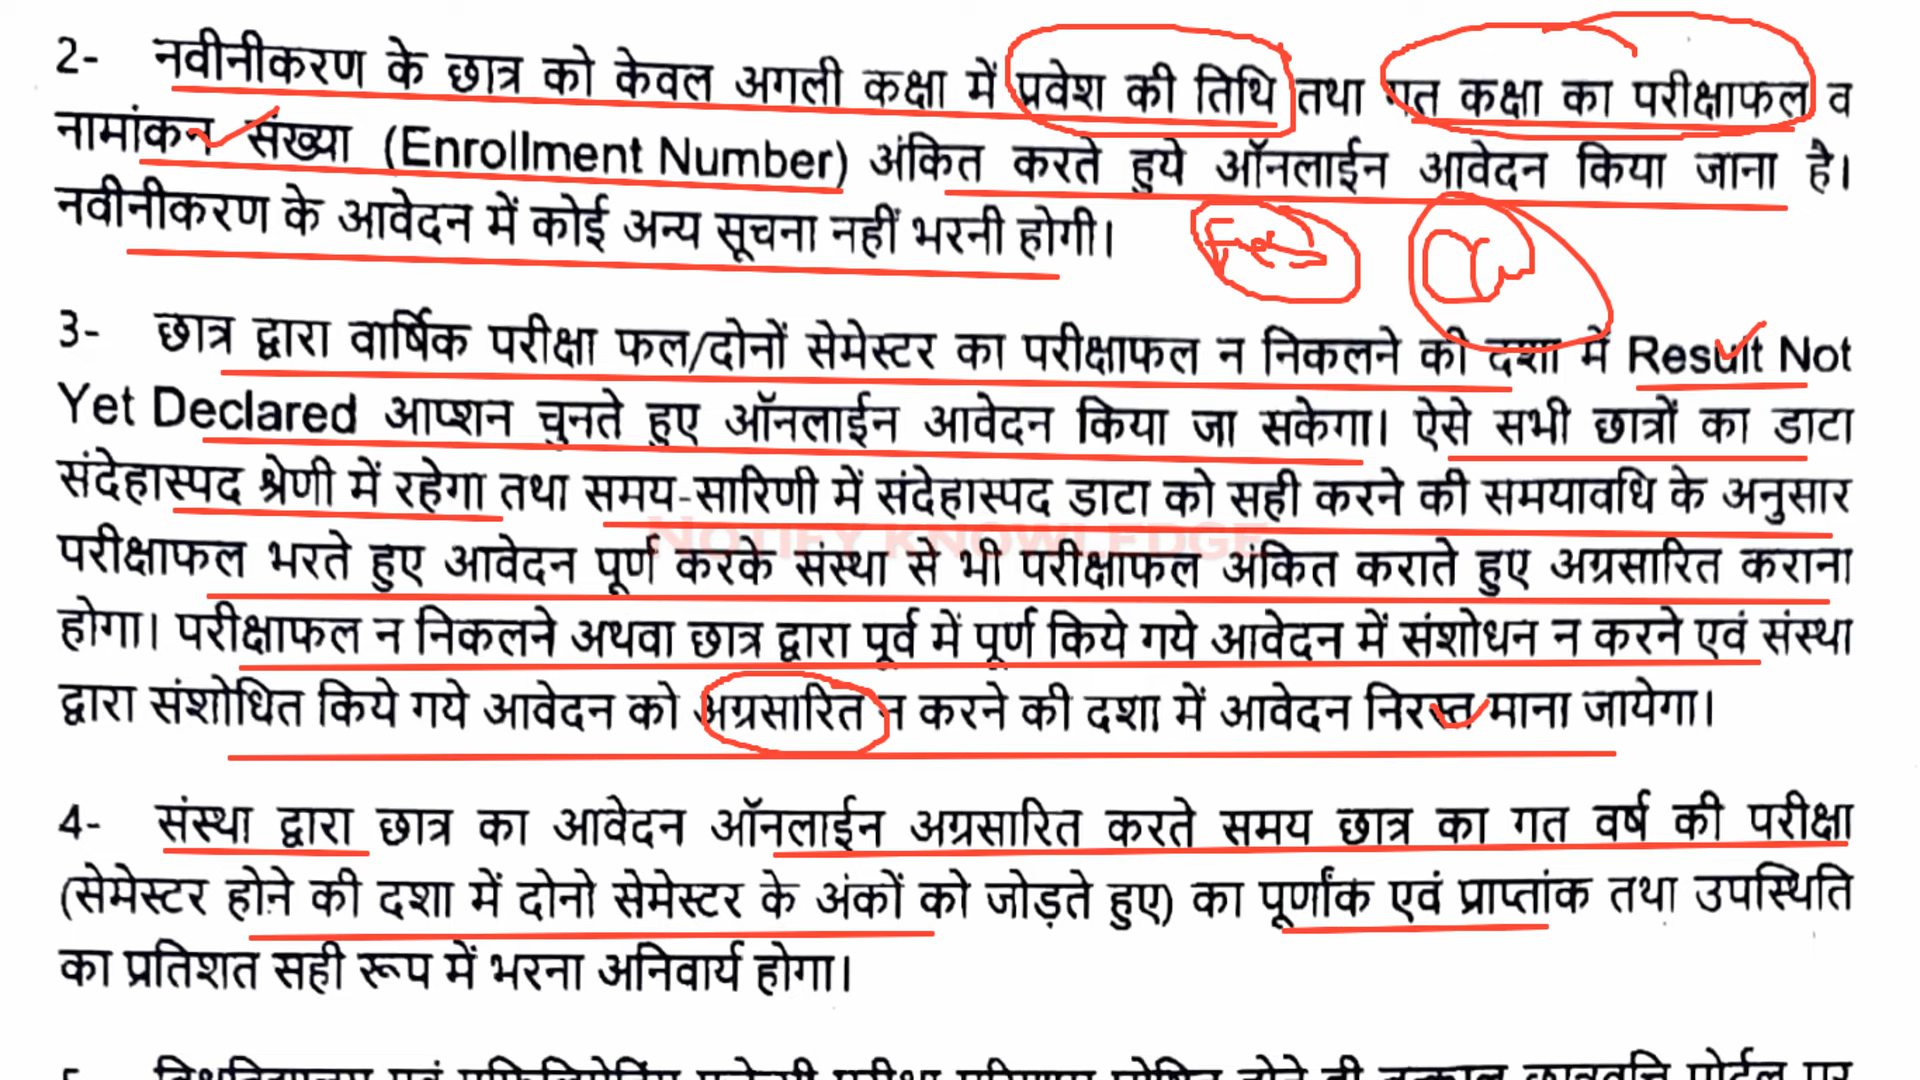 2- नवीनीकरण के छात्र को केवल अगली कक्षा में प्रवेश की तिथि तथा गत कक्षा का परीक्षाफल व
नामांकन संख्या (Enrollment Number) अंकित करते हुये ऑनलाईन आवेदन किया जाना है।
नवीनीकरण के आवेदन में कोई अन्य सूचना नहीं भरनी होगी।
3- छात्र द्वारा वार्षिक परीक्षा फल/दोनों सेमेस्टर का परीक्षाफल न निकलने की दशा में Result Not
Yet Declared आप्शन चुनते हुए ऑनलाईन आवेदन किया जा सकेगा। ऐसे सभी छात्रों का डाटा
संदेहास्पद श्रेणी में रहेगा तथा समय-सारिणी में संदेहास्पद डाटा को सही करने की समयावधि के अनुसार
NOTIFY KNOWLEDGE
परीक्षाफल भरते हुए आवेदन पूर्ण करके संस्था से भी परीक्षाफल अंकित कराते हुए अग्रसारित कराना
होगा। परीक्षाफल न निकलने अथवा छात्र द्वारा पूर्व में पूर्ण किये गये आवेदन में संशोधन न करने एवं संस्था
द्वारा संशोधित किये गये आवेदन को अग्रसारित न करने की दशा में आवेदन निरस्त माना जायेगा।
4- संस्था द्वारा छात्र का आवेदन ऑनलाईन अग्रसारित करते समय छात्र का गत वर्ष की परीक्षा
(सेमेस्टर होने की दशा में दोनो सेमेस्टर के अंकों को जोड़ते हुए) का पूर्णांक एवं प्राप्तांक तथा उपस्थिति
का प्रतिशत सही रूप में भरना अनिवार्य होगा।